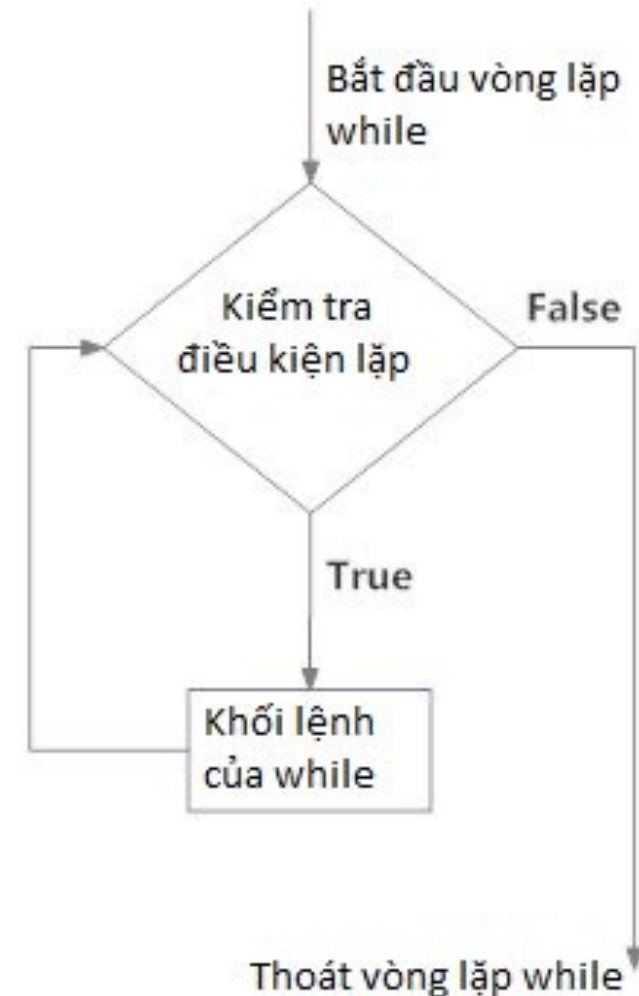 Bắt đầu vòng lặp
while
Kiểm tra
điều kiện lặp
False
True
Khối lệnh
của while
Thoát vòng lặp while